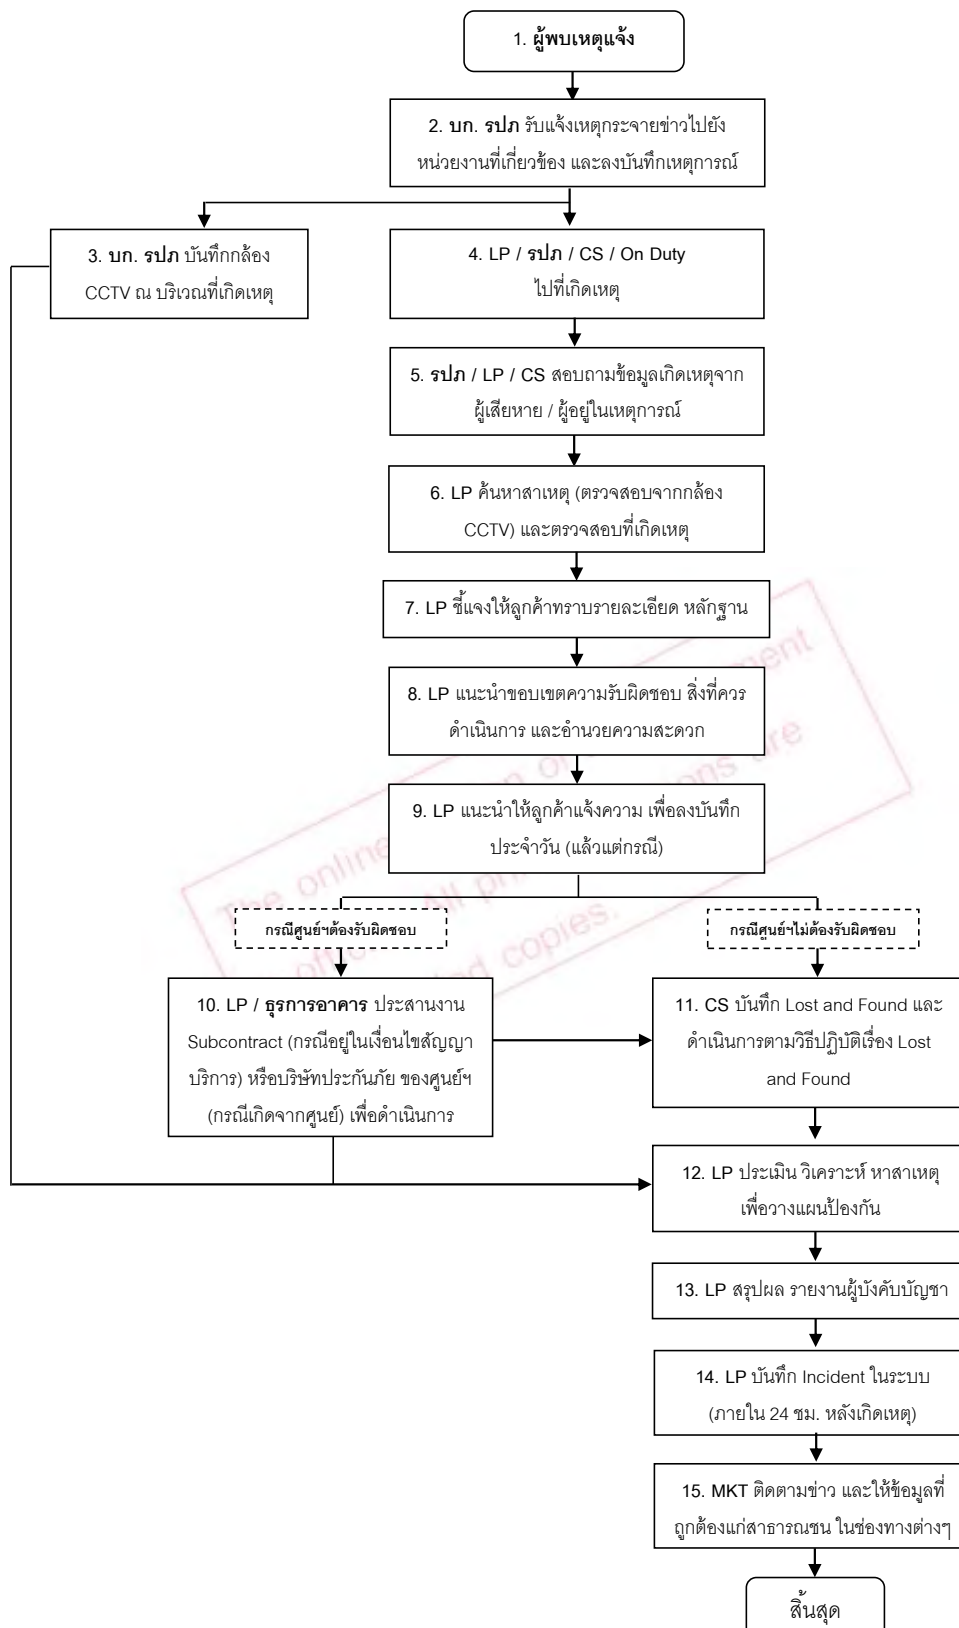 1. ผู้พบเหตุแจ้ง
2. บก. รปภ รับแจ้งเหตุกระจายข่าวไปยัง
หน่วยงานที่เกี่ยวข้อง และลงบันทึกเหตุการณ์
3. บก. รปภ บันทึกกล้อง
CCTV ณ บริเวณที่เกิดเหตุ
4. LP / รปภ / CS / On Duty
ไปที่เกิดเหตุ
5. รปภ / LP / CS สอบถามข้อมูลเกิดเหตุจาก
ผู้เสียหาย / ผู้อยู่ในเหตุการณ์
6. LP ค้นหาสาเหตุ (ตรวจสอบจากกล้อง
CCTV) และตรวจสอบที่เกิดเหตุ
7. LP ชี้แจงให้ลูกค้าทราบรายละเอียด หลักฐาน
8. LP แนะนำขอบเขตความรับผิดชอบ สิ่งที่ควร
ดำเนินการ และอำนวยความสะดวก
9. LP แนะนำให้ลูกค้าแจ้งความ เพื่อลงบันทึก
ประจำวัน (แล้วแต่กรณี)
The online
of
ment
All
ons are
copies.
กรณีศูนย์ฯต้องรับผิดชอบ
กรณีศูนย์ฯไม่ต้องรับผิดชอบ
10. LP / ธุรการอาคาร ประสานงาน
Subcontract (กรณีอยู่ในเงื่อนไขสัญญา
บริการ) หรือบริษัทประกันภัย ของศูนย์ฯ
(กรณีเกิดจากศูนย์) เพื่อดำเนินการ
11. CS บันทึก Lost and Found และ
ดำเนินการตามวิธีปฏิบัติเรื่อง Lost
and Found
12. LP ประเมิน วิเคราะห์ หาสาเหตุ
เพื่อวางแผนป้องกัน
13. LP สรุปผล รายงานผู้บังคับบัญชา
14. LP บันทึก Incident ในระบบ
(ภายใน 24 ชม. หลังเกิดเหตุ)
15. MKT ติดตามข่าว และให้ข้อมูลที่
ถูกต้องแก่สาธารณชน ในช่องทางต่างๆ
สิ้นสุด